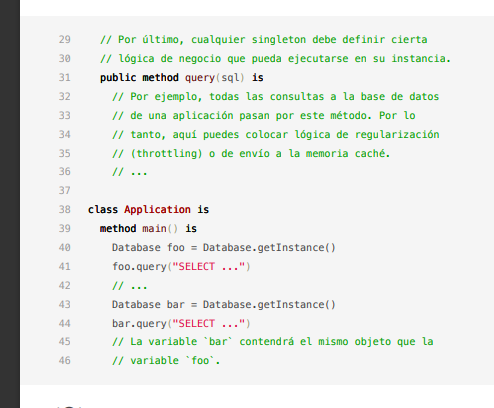 29 // Por último, cualquier singleton debe definir cierta
30 // lógica de negocio que pueda ejecutarse en su instancia.
31 public method query(sql) is
32 // Por ejemplo, todas las consultas a la base de datos
33 // de una aplicación pasan por este método. Por lo
34 // tanto, aquí puedes colocar lógica de regularización
35 // (throttling) o de envío a la memoria caché.
36 // ...
37
38 class Application is
39 method main() is
40 Database foo = Database.getInstance()
41 foo.query("SELECT ...")
42 // ...
43 Database bar = Database.getInstance()
44 bar.query("SELECT ...")
45 // La variable `bar` contendrá el mismo objeto que la
46 // variable `foo`.